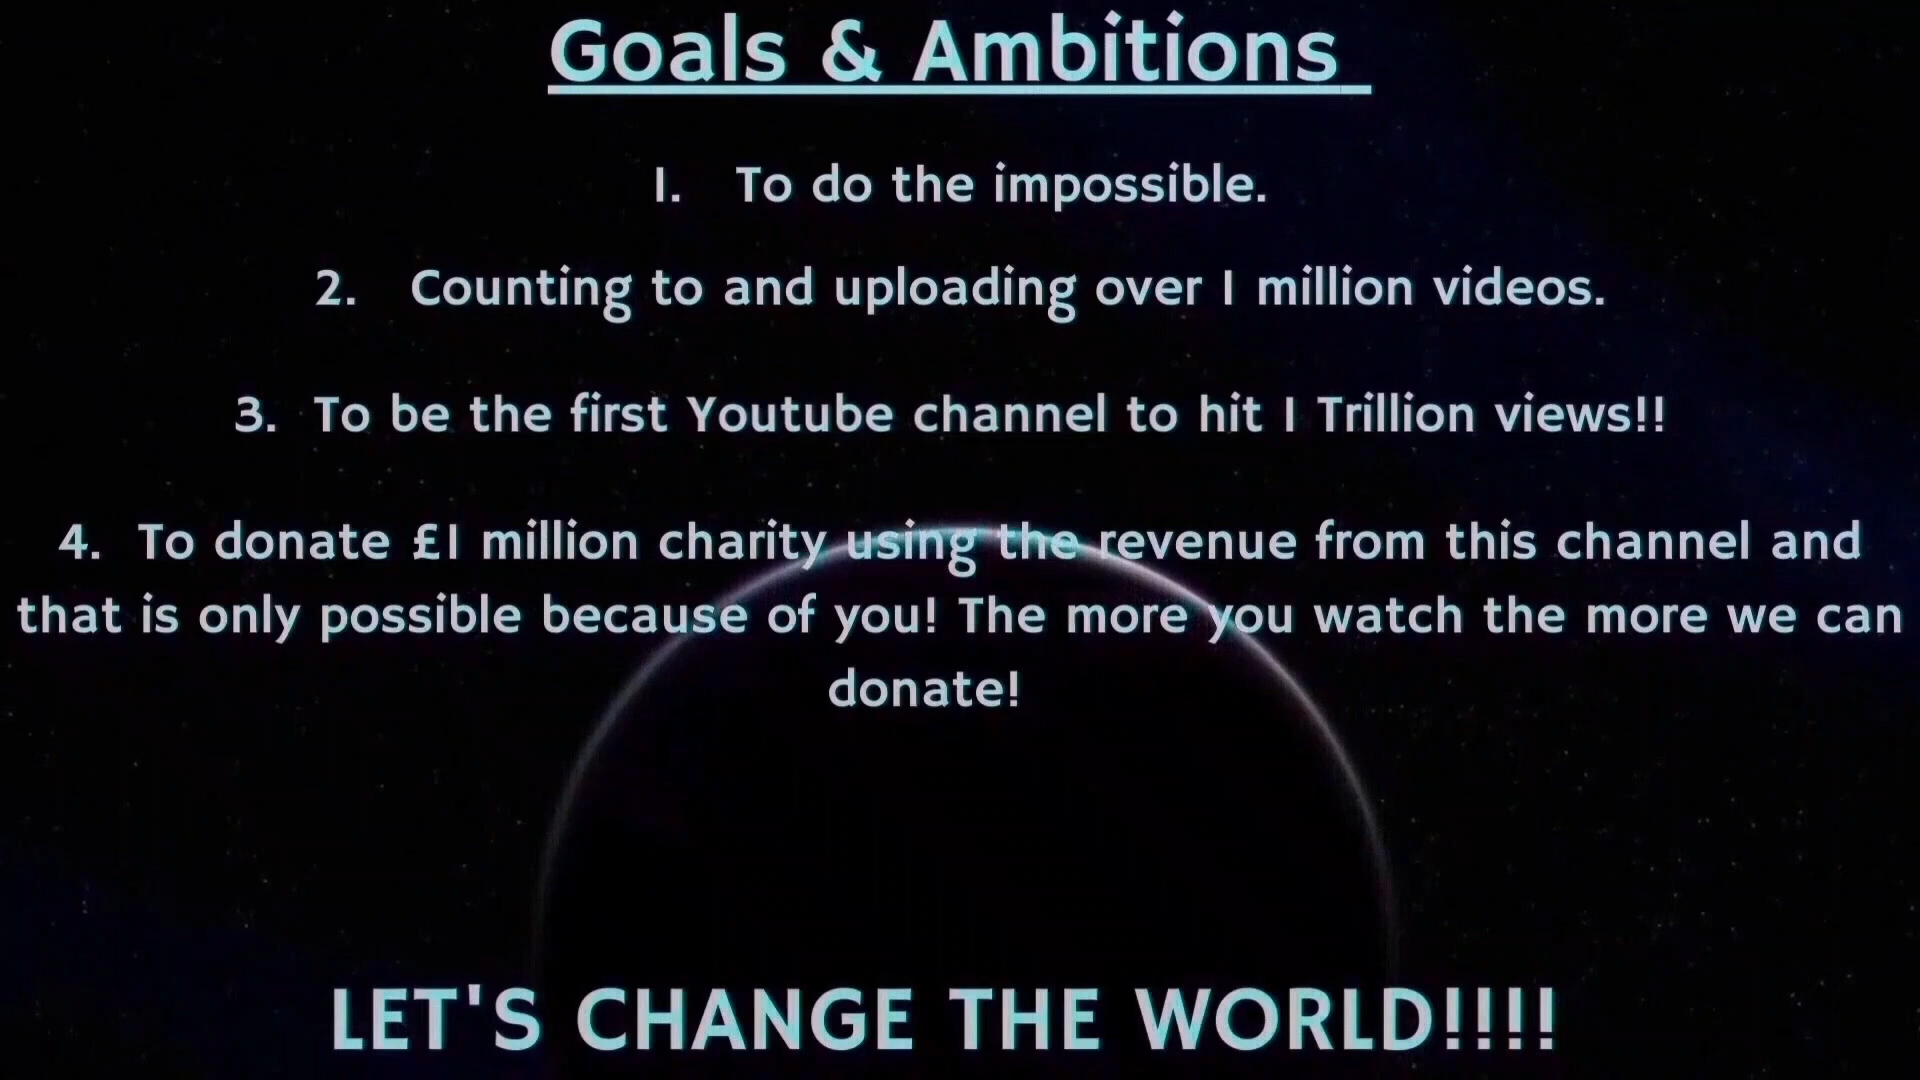 Goals & Ambitions
1. To do the impossible.
2. Counting to and uploading over 1 million videos.
3. To be the first Youtube channel to hit 1 Trillion views!!
4. To donate £1 million charity using the revenue from this channel and
that is only possible because of you! The more you watch the more we can
donate!
LET'S CHANGE THE WORLD!!!!